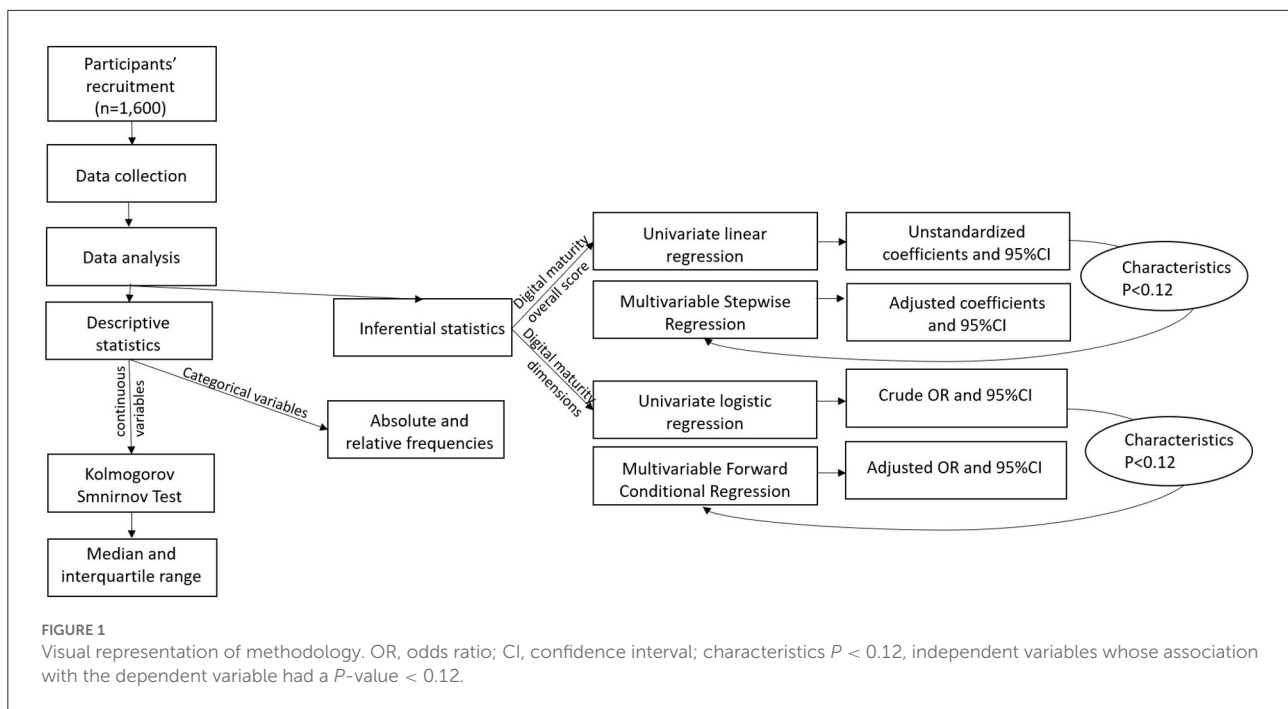 Participants'
recruitment
(n=1,600)
Data collection
Data analysis
Descriptive
statistics
continuous
variables
Categorical variables
Kolmogorov
Smnirnov Test
Median and
interquartile range
Absolute and
relative frequencies
Inferential statistics
Digital maturity
overall score
Digital maturity
dimensions
Univariate linear
regression
Unstandardized
coefficients and 95%CI
Multivariable Stepwise
Regression
Adjusted coefficients
and 95%CI
Characteristics
P<0.12
Univariate logistic
regression
Crude OR and 95%CI
Multivariable Forward
Conditional Regression
Adjusted OR and 95%CI
Characteristics
P<0.12
FIGURE 1
Visual representation of methodology. OR, odds ratio; CI, confidence interval; characteristics P < 0.12, independent variables whose association
with the dependent variable had a P-value < 0.12.